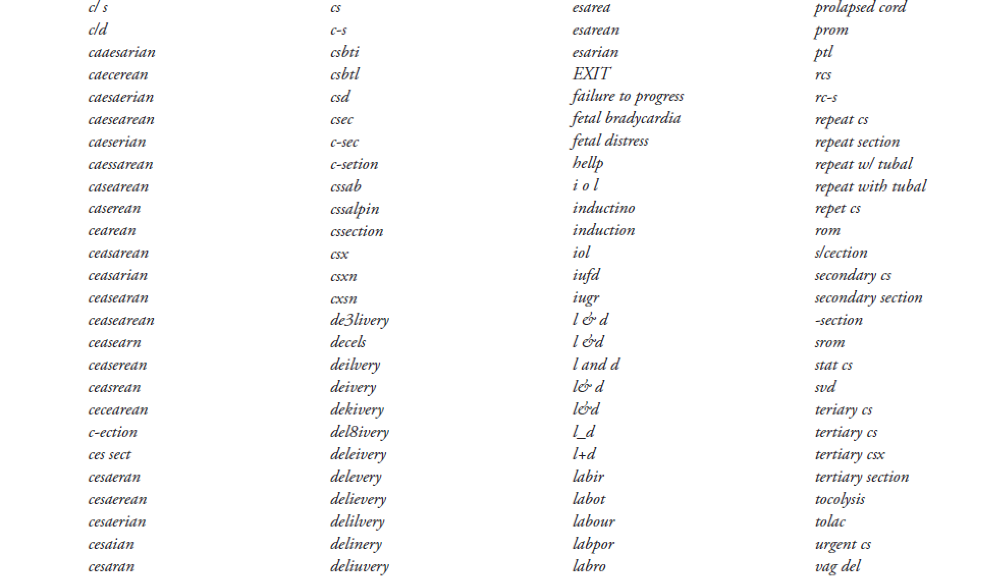 c/ s
c/d
caaesarian
caecerean
caesaerian
caesearean
caeserian
caessarean
casearean
caserean
cearean
ceasarean
ceasarian
ceasearan
ceasearean
ceasearn
ceaserean
ceasrean
cecearean
c-ection
ces sect
cesaeran
cesaerean
cesaerian
cesaian
cesaran
cs
c-s
csbti
csbtl
csd
csec
c-sec
c-setion
cssab
cssalpin
cssection
csx
csxn
cxsn
de3livery
decels
deilvery
deivery
dekivery
del8ivery
deleivery
delevery
delievery
delilvery
delinery
deliuvery
esarea
esarean
esarian
EXIT
failure to progress
fetal bradycardia
fetal distress
hellp
i o l
inductino
induction
iol
iufd
iugr
l & d
l &d
l and d
l& d
l&d
l_d
l+d
labir
labot
labour
labpor
labro
prolapsed cord
prom
ptl
rcs
rc-s
repeat cs
repeat section
repeat w/ tubal
repeat with tubal
repet cs
rom
s/cection
secondary cs
secondary section
-section
srom
stat cs
svd
teriary cs
tertiary cs
tertiary csx
tertiary section
tocolysis
tolac
urgent cs
vag del